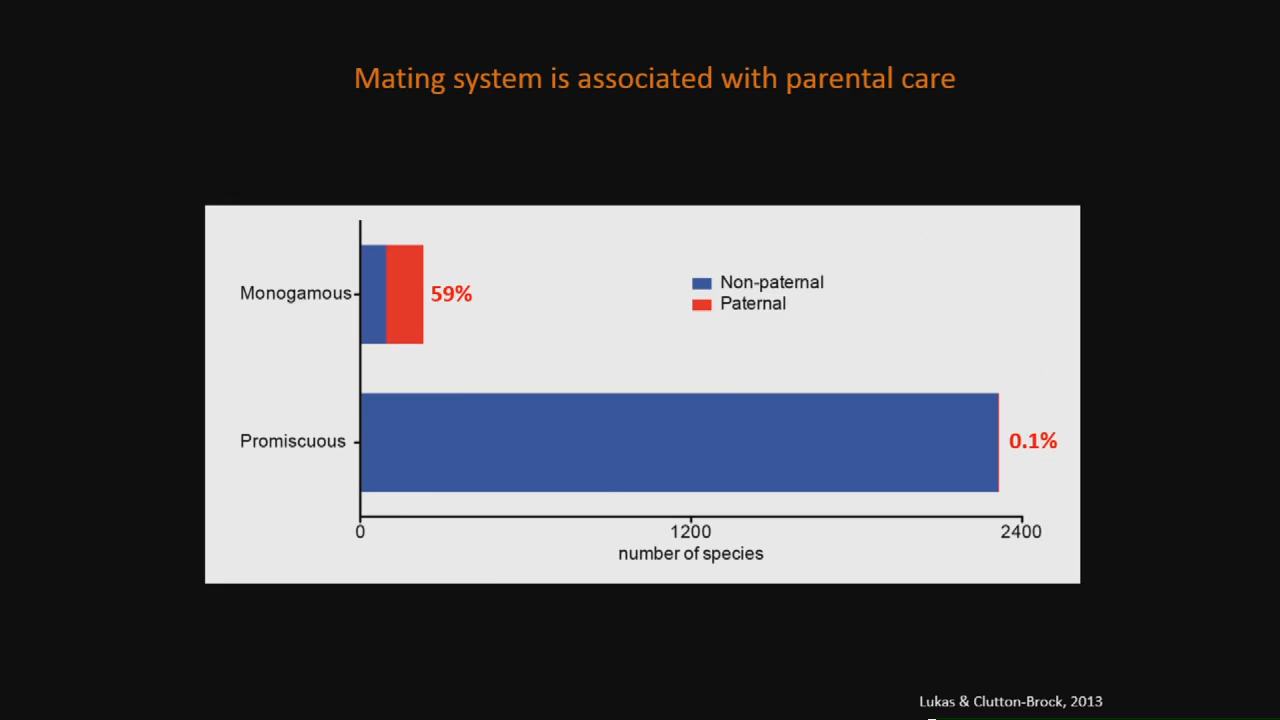 Mating system is associated with parental care
Monogamous
59%
Non-paternal
Paternal
Promiscuous
0.1%
0
1200
2400
number of species
Lukas & Clutton-Brock, 2013